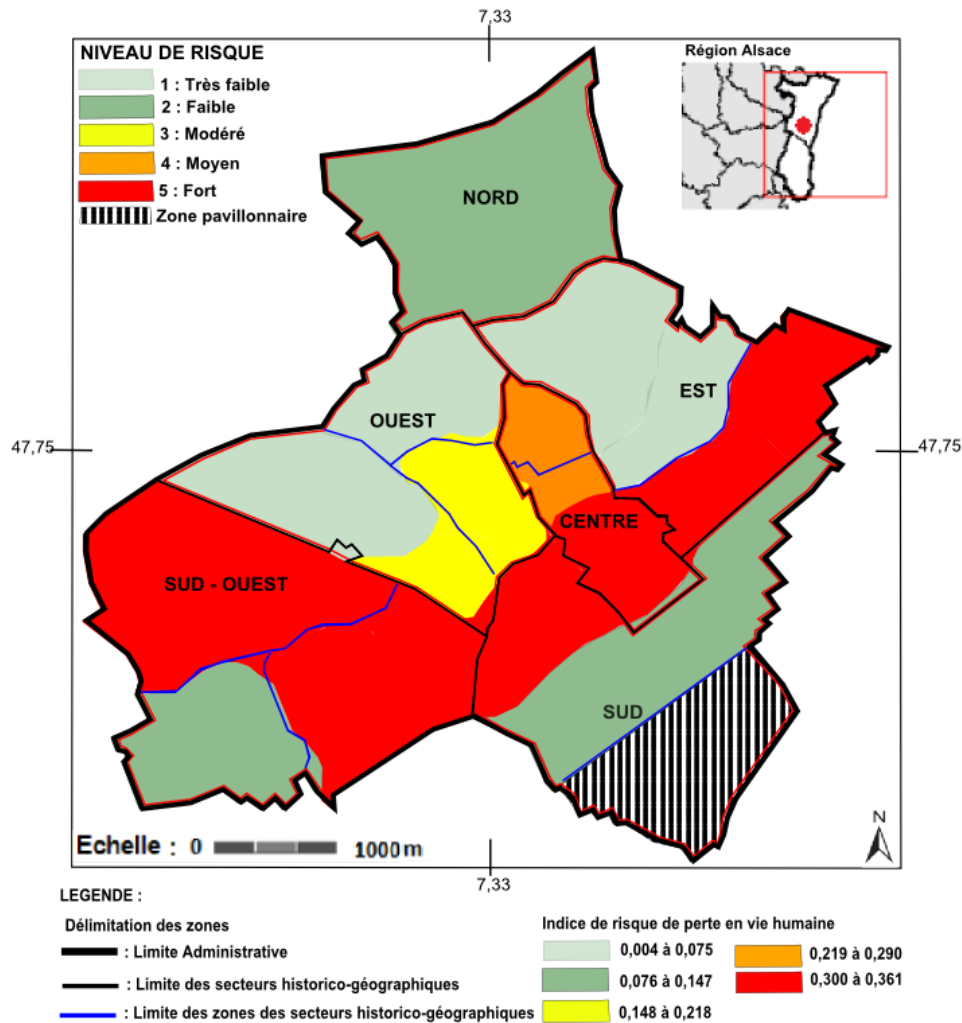 7,33
NIVEAU DE RISQUE
1 : Très faible
2 : Faible
3 : Modéré
4 : Moyen
5 : Fort
Zone pavillonnaire
Région Alsace
NORD
OUEST
EST
47,75
47,75
CENTRE
SUD - OUEST
SUD
Echelle : 0 1000 m
N
7,33
LEGENDE :
Délimitation des zones
: Limite Administrative
: Limite des secteurs historico-géographiques
: Limite des zones des secteurs historico-géographiques
Indice de risque de perte en vie humaine
0,004 à 0,075
0,076 à 0,147
0,148 à 0,218
0,219 à 0,290
0,300 à 0,361